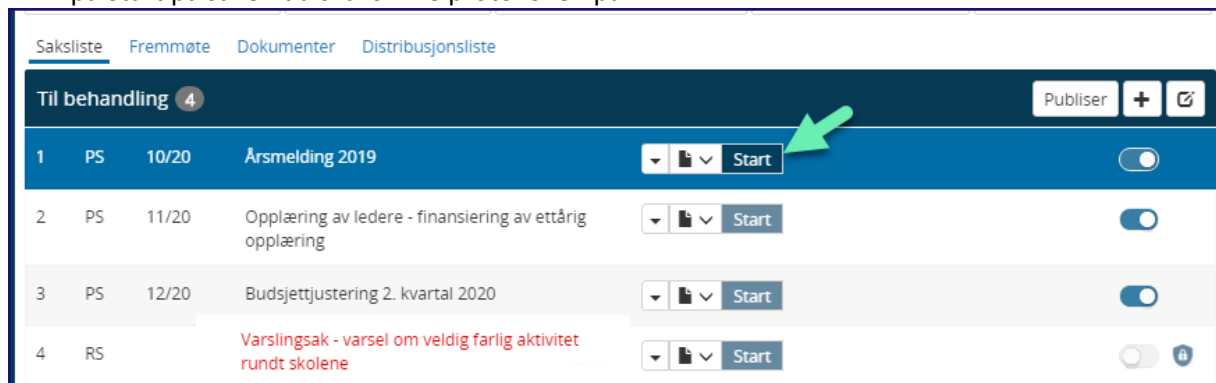 Saksliste Fremmøte Dokumenter Distribusjonsliste
Til behandling 4 Publiser +
1 PS 10/20 Årsmelding 2019 Start
2 PS 11/20 Opplæring av ledere - finansiering av ettårig Start
opplæring
3 PS 12/20 Budsjettjustering 2. kvartal 2020 Start
4 RS Varslingsak - varsel om veldig farlig aktivitet Start
rundt skolene